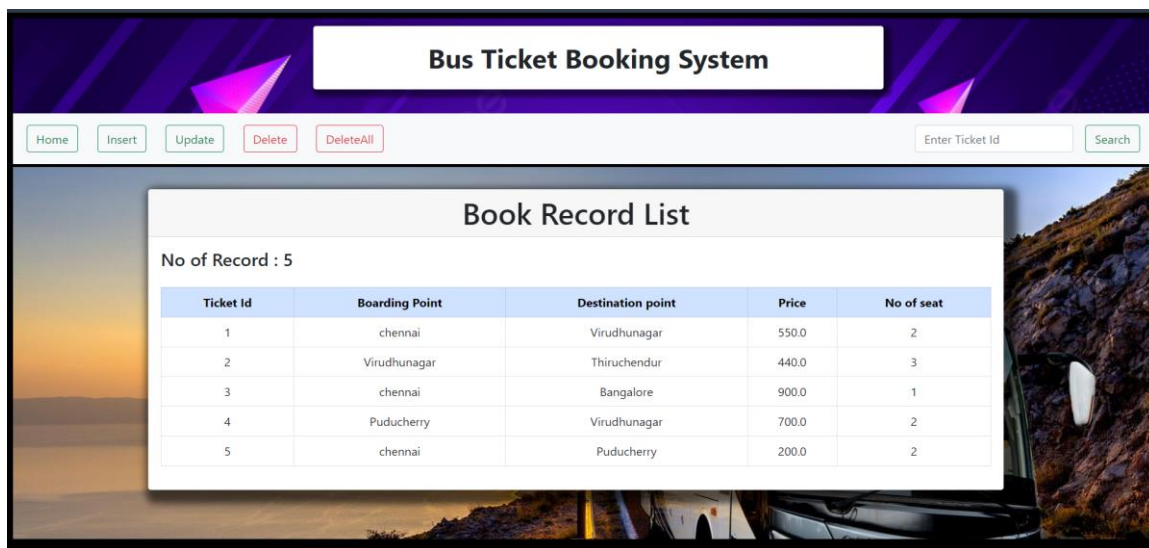 Bus Ticket Booking System
Home Insert Update Delete DeleteAll Enter Ticket Id Search
Book Record List
No of Record : 5
Ticket Id Boarding Point Destination point Price No of seat
1 chennai Virudhunagar 550.0 2
2 Virudhunagar Thiruchendur 440.0 3
3 chennai Bangalore 900.0 1
4 Puducherry Virudhunagar 700.0 2
5 chennai Puducherry 200.0 2